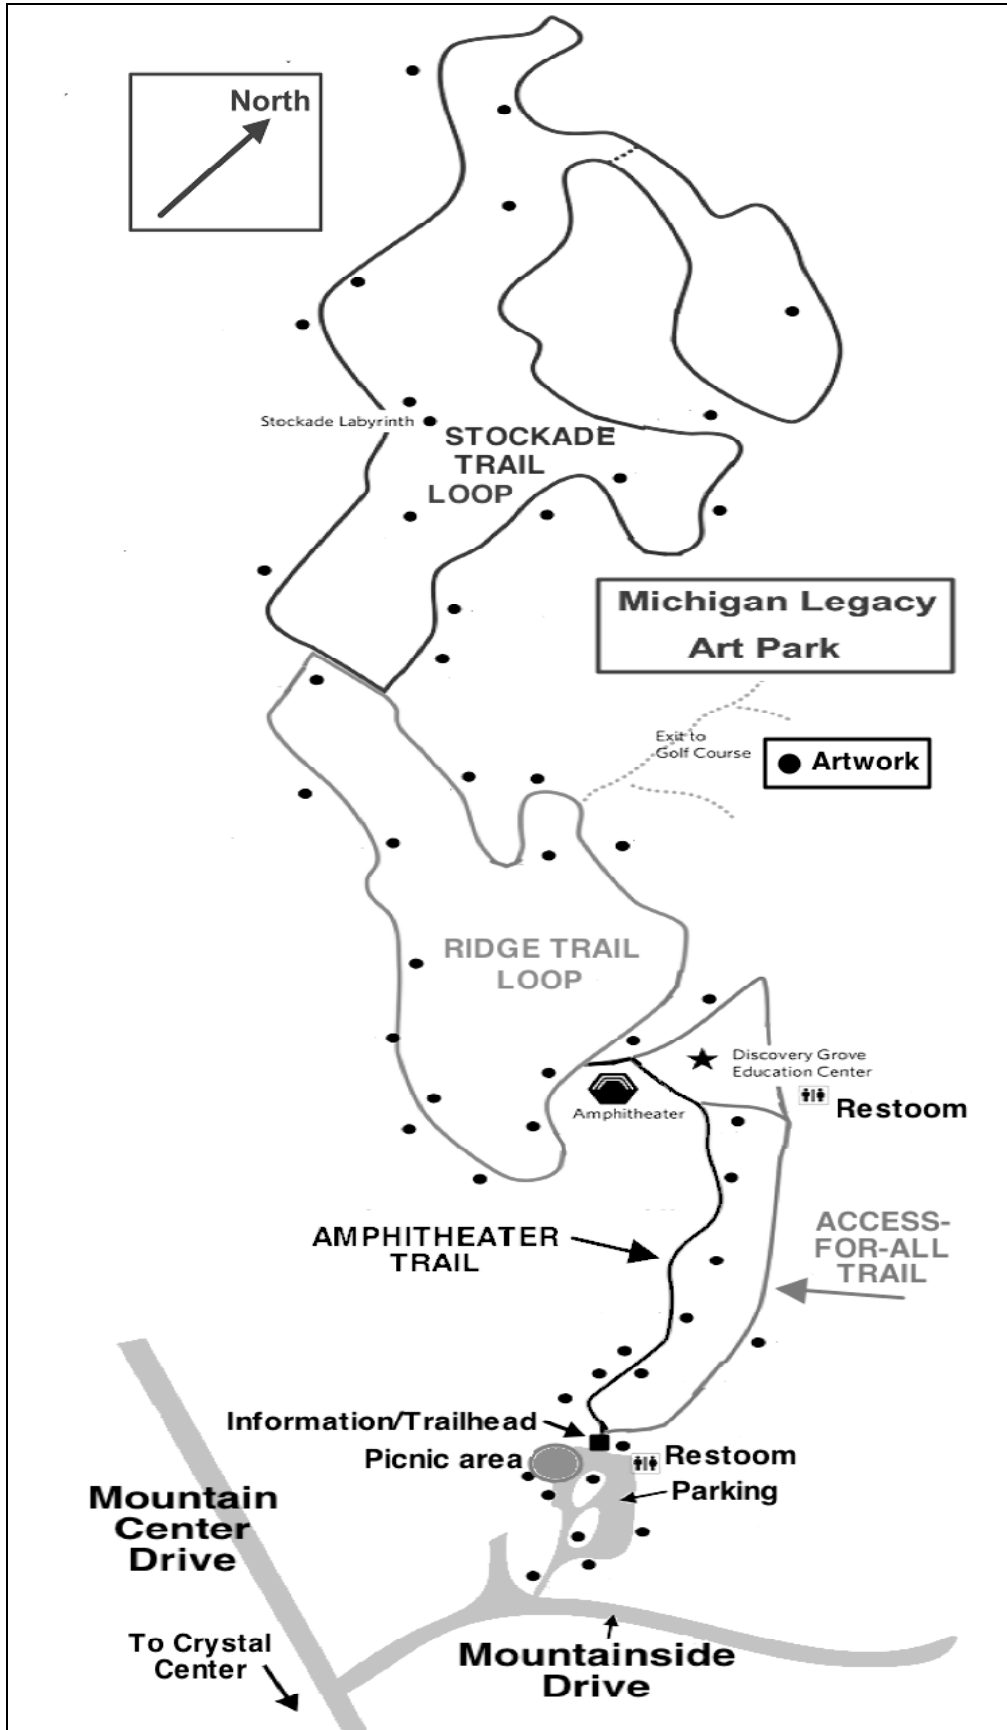 North
Stockade Labyrinth
STOCKADE
TRAIL
LOOP
Michigan Legacy
Art Park
Exit to
Golf Course
Artwork
RIDGE TRAIL
LOOP
Discovery Grove
Education Center
Restoom
Amphitheater
AMPHITHEATER
TRAIL
ACCESS-
FOR-ALL
TRAIL
Information/Trailhead
Picnic area
Restoom
Parking
Mountain
Center
Drive
To Crystal
Center
Mountainside
Drive